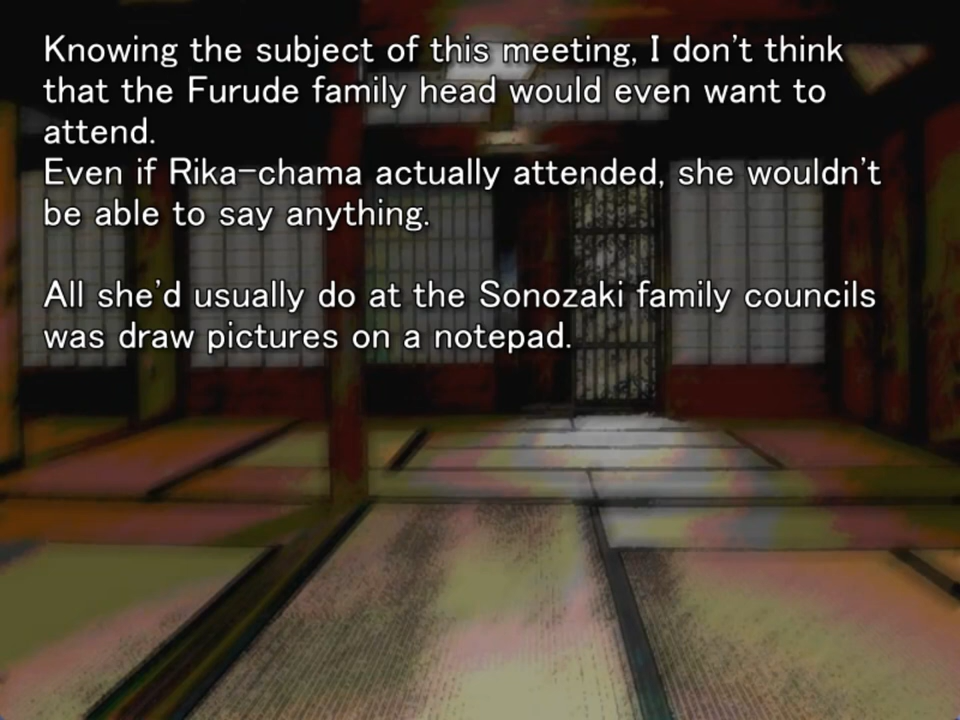 Knowing the subject of this meeting, I don't think
that the Furude family head would even want to
attend.
Even if Rika-chama actually attended, she wouldn't
be able to say anything.
All she'd usually do at the Sonozaki family councils
was draw pictures on a notepad.